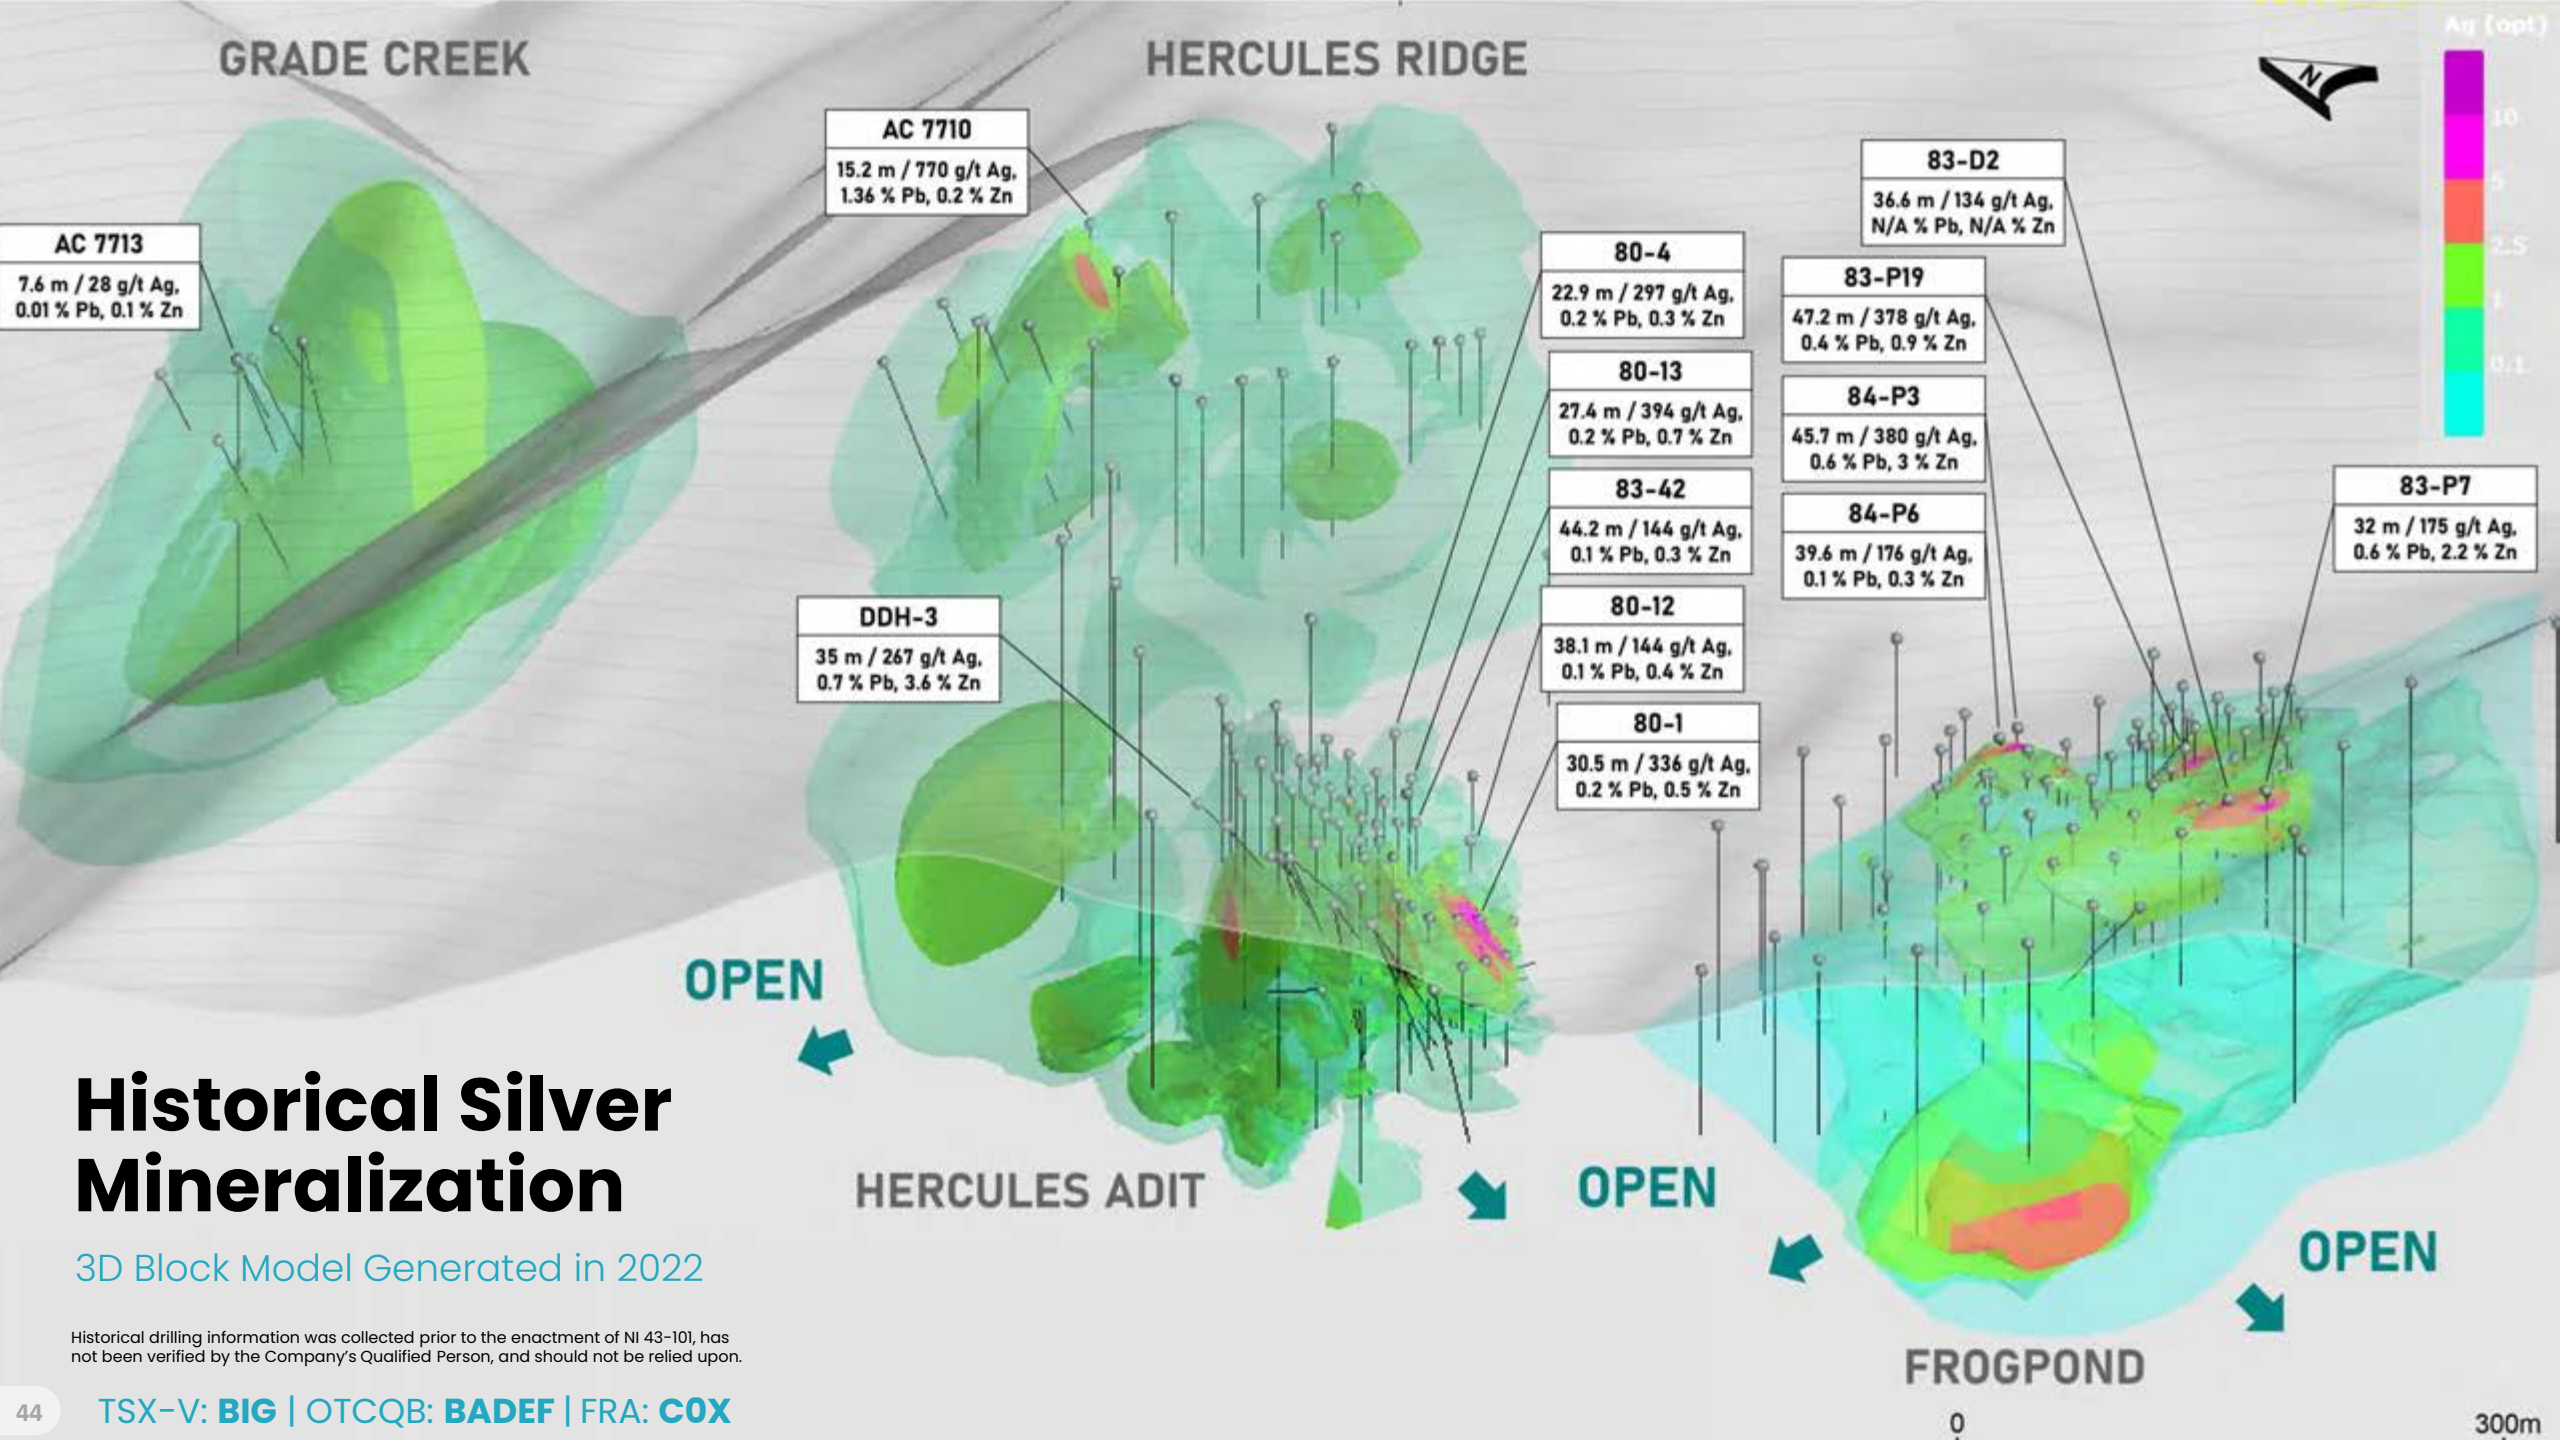 GRADE CREEK
HERCULES RIDGE
Ag (opt)
10
5
2.5
1
0.1
N
AC 7713
7.6 m / 28 g/t Ag,
0.01 % Pb, 0.1 % Zn
AC 7710
15.2 m / 770 g/t Ag,
1.36 % Pb, 0.2 % Zn
80-4
22.9 m / 297 g/t Ag,
0.2 % Pb, 0.3 % Zn
80-13
27.4 m / 394 g/t Ag,
0.2 % Pb, 0.7 % Zn
83-42
44.2 m / 144 g/t Ag,
0.1 % Pb, 0.3 % Zn
80-12
38.1 m / 144 g/t Ag,
0.1 % Pb, 0.4 % Zn
80-1
30.5 m / 336 g/t Ag,
0.2 % Pb, 0.5 % Zn
83-D2
36.6 m / 134 g/t Ag,
N/A % Pb, N/A % Zn
83-P19
47.2 m / 378 g/t Ag,
0.4 % Pb, 0.9 % Zn
84-P3
45.7 m / 380 g/t Ag,
0.6 % Pb, 3 % Zn
84-P6
39.6 m / 176 g/t Ag,
0.1 % Pb, 0.3 % Zn
83-P7
32 m / 175 g/t Ag,
0.6 % Pb, 2.2 % Zn
DDH-3
35 m / 267 g/t Ag,
0.7 % Pb, 3.6 % Zn
OPEN
HERCULES ADIT
OPEN
OPEN
FROGPOND
0
300m
Historical Silver
Mineralization
3D Block Model Generated in 2022
Historical drilling information was collected prior to the enactment of NI 43-101, has
not been verified by the Company's Qualified Person, and should not be relied upon.
44
TSX-V: BIG | OTCQB: BADEF | FRA: C0X